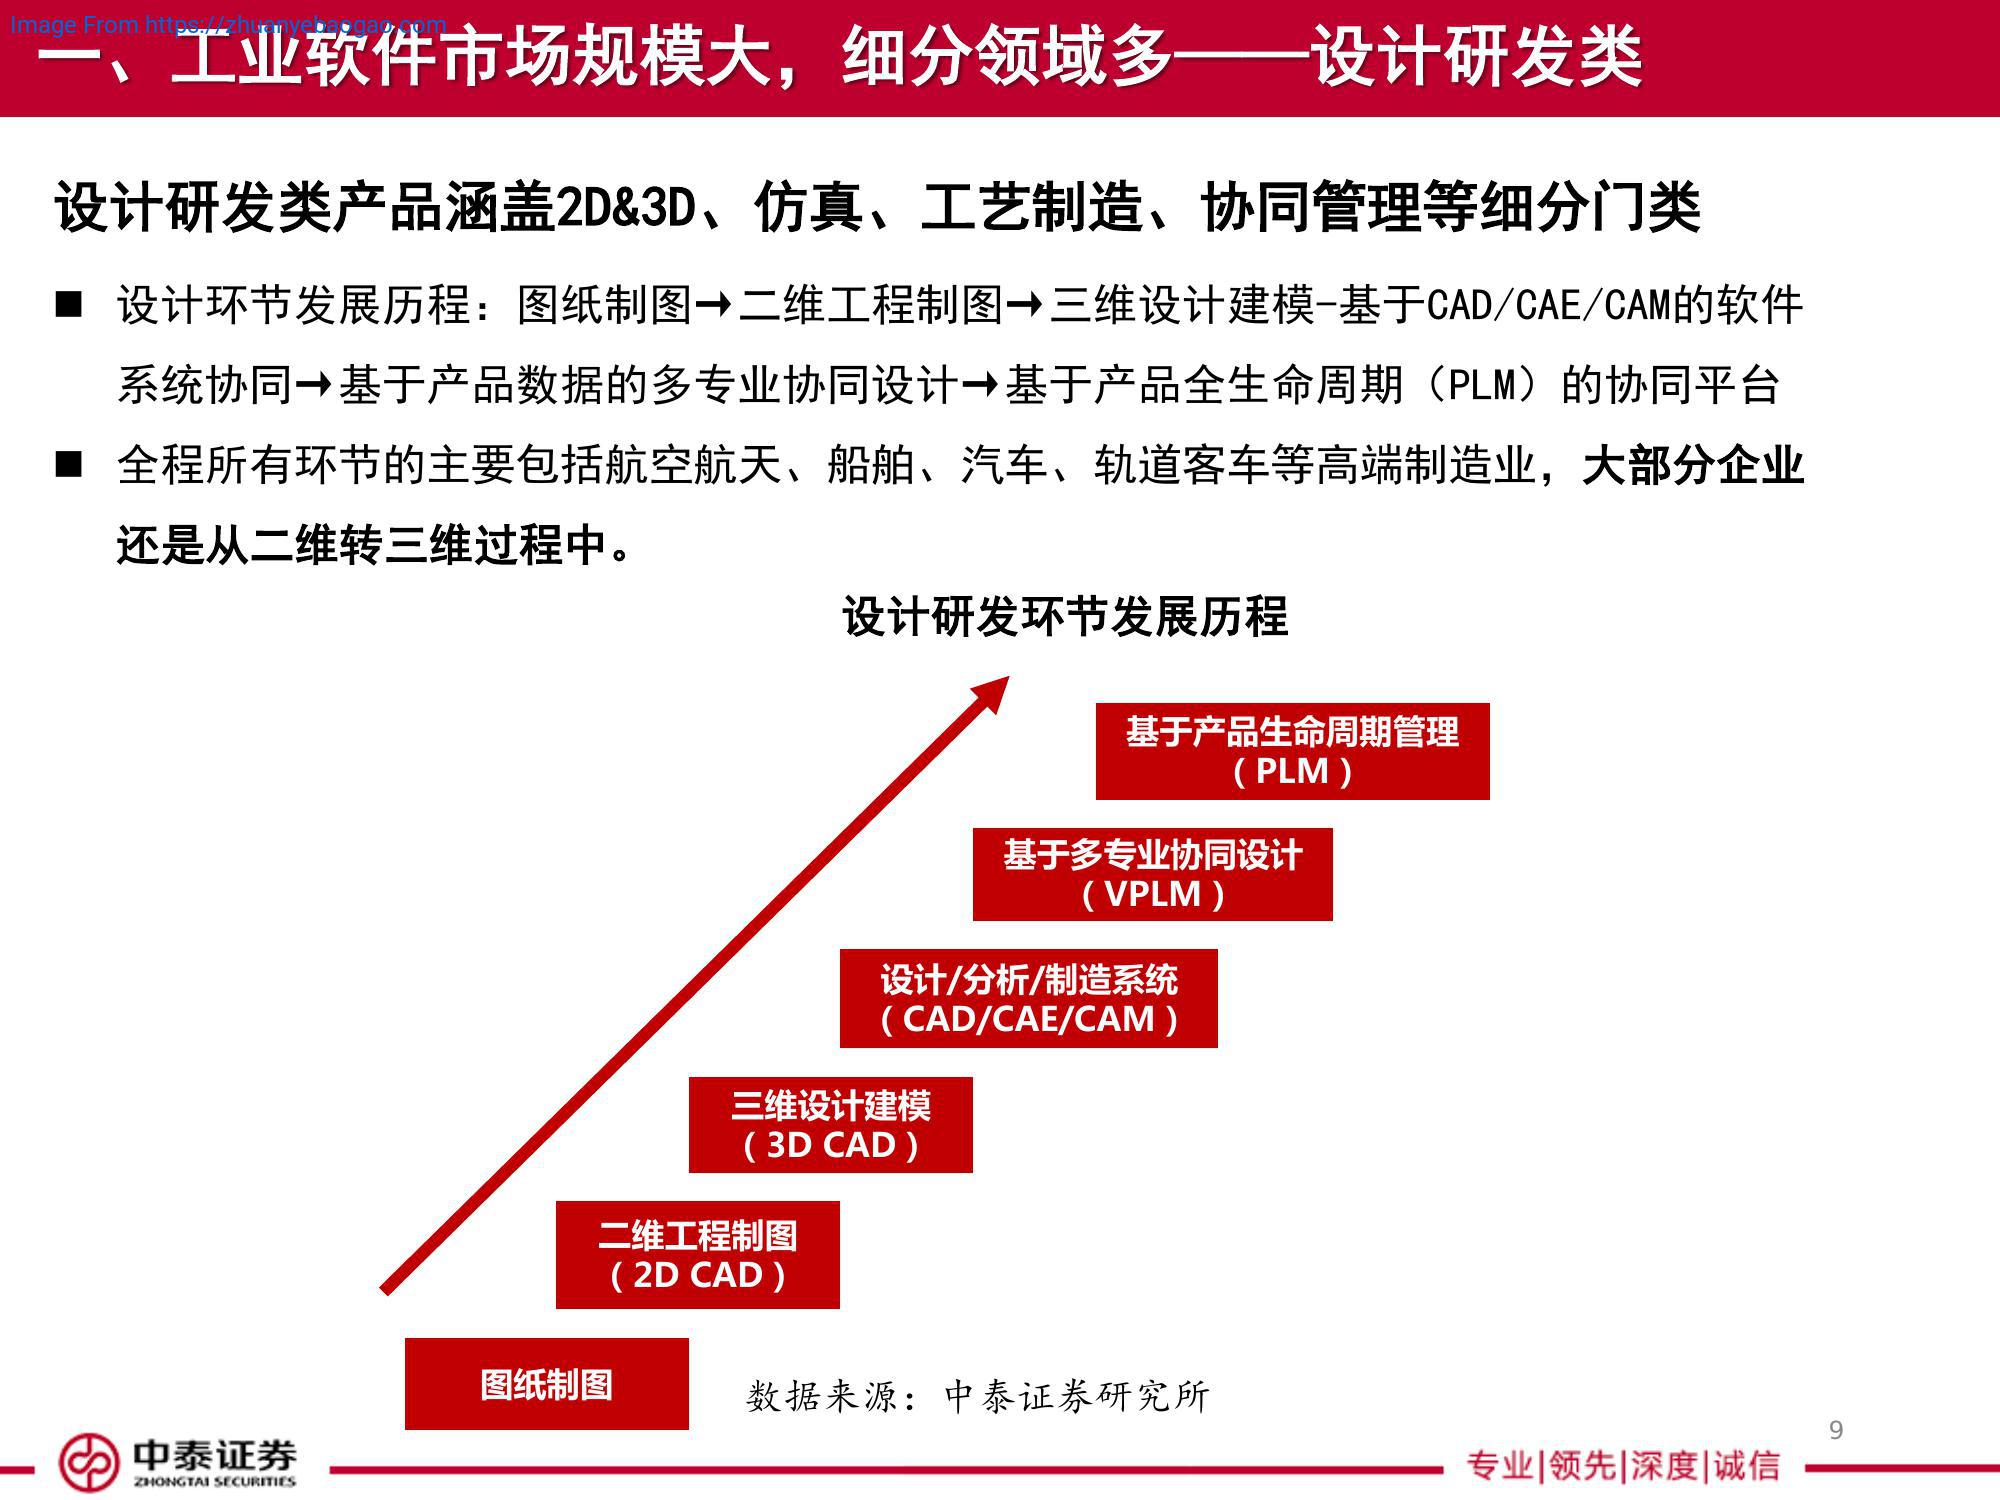 Image From https://zhuanyebaogao.com
一、工业软件市场规模大，细分领域多——设计研发类
设计研发类产品涵盖2D&3D、仿真、工艺制造、协同管理等细分门类
■ 设计环节发展历程：图纸制图→二维工程制图→三维设计建模-基于CAD/CAE/CAM的软件
系统协同→基于产品数据的多专业协同设计→基于产品全生命周期（PLM）的协同平台
■ 全程所有环节的主要包括航空航天、船舶、汽车、轨道客车等高端制造业，大部分企业
还是从二维转三维过程中。
设计研发环节发展历程
基于产品生命周期管理
（PLM）
基于多专业协同设计
（VPLM）
设计/分析/制造系统
（CAD/CAE/CAM）
三维设计建模
（3D CAD）
二维工程制图
（2D CAD）
图纸制图
数据来源：中泰证券研究所
9
中泰证券
ZHONGTAI SECURITIES
专业|领先|深度|诚信